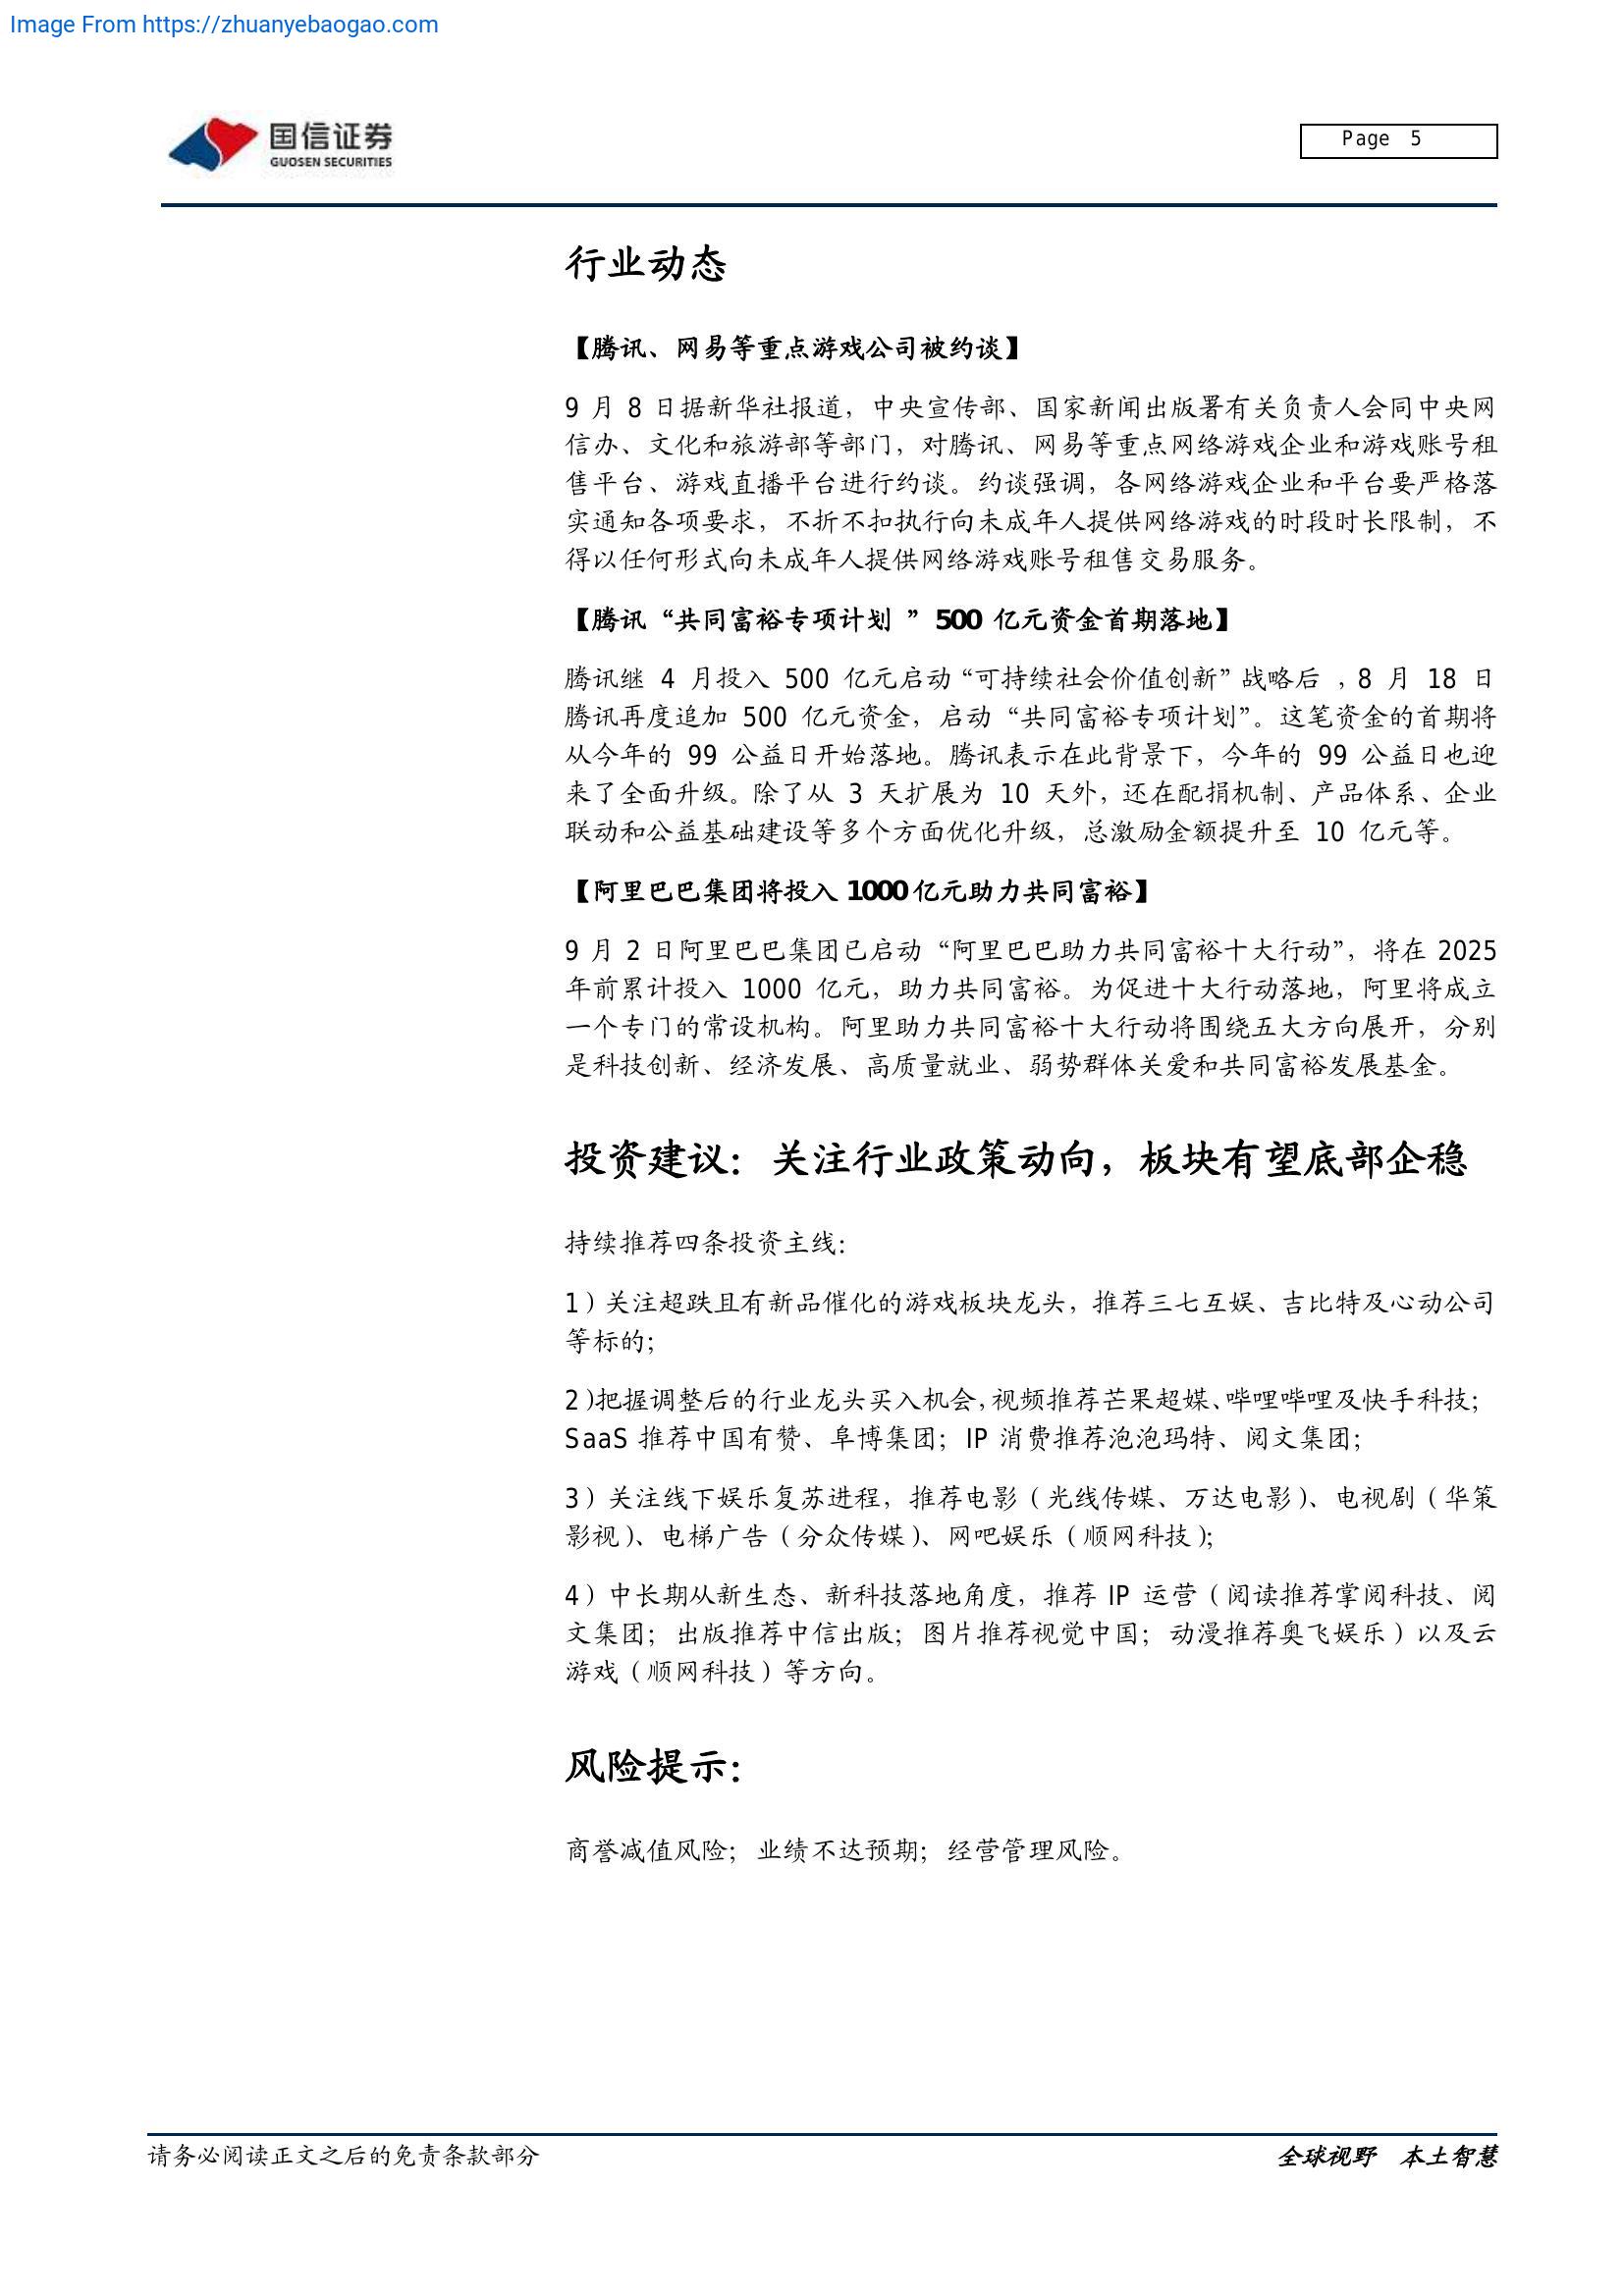 Image From https://zhuanyebaogao.com
国信证券
GUOSEN SECURITIES
Page 5
行业动态
【腾讯、网易等重点游戏公司被约谈】
9 月 8 日据新华社报道，中央宣传部、国家新闻出版署有关负责人会同中央网
信办、文化和旅游部等部门，对腾讯、网易等重点网络游戏企业和游戏账号租
售平台、游戏直播平台进行约谈。约谈强调，各网络游戏企业和平台要严格落
实通知各项要求，不折不扣执行向未成年人提供网络游戏的时段时长限制，不
得以任何形式向未成年人提供网络游戏账号租售交易服务。
【腾讯“共同富裕专项计划 ”500 亿元资金首期落地】
腾讯继 4 月投入 500 亿元启动“可持续社会价值创新”战略后，8 月 18 日
腾讯再度追加 500 亿元资金，启动“共同富裕专项计划”。这笔资金的首期将
从今年的 99 公益日开始落地。腾讯表示在此背景下，今年的 99 公益日也迎
来了全面升级。除了从 3 天扩展为 10 天外，还在配捐机制、产品体系、企业
联动和公益基础建设等多个方面优化升级，总激励金额提升至 10 亿元等。
【阿里巴巴集团将投入 1000 亿元助力共同富裕】
9 月 2 日阿里巴巴集团已启动“阿里巴巴助力共同富裕十大行动”，将在 2025
年前累计投入 1000 亿元，助力共同富裕。为促进十大行动落地，阿里将成立
一个专门的常设机构。阿里助力共同富裕十大行动将围绕五大方向展开，分别
是科技创新、经济发展、高质量就业、弱势群体关爱和共同富裕发展基金。
投资建议：关注行业政策动向，板块有望底部企稳
持续推荐四条投资主线：
1）关注超跌且有新品催化的游戏板块龙头，推荐三七互娱、吉比特及心动公司
等标的；
2）把握调整后的行业龙头买入机会，视频推荐芒果超媒、哔哩哔哩及快手科技；
SaaS 推荐中国有赞、阜博集团；IP 消费推荐泡泡玛特、阅文集团；
3）关注线下娱乐复苏进程，推荐电影（光线传媒、万达电影）、电视剧（华策
影视）、电梯广告（分众传媒）、网吧娱乐（顺网科技）；
4）中长期从新生态、新科技落地角度，推荐 IP 运营（阅读推荐掌阅科技、阅
文集团；出版推荐中信出版；图片推荐视觉中国；动漫推荐奥飞娱乐）以及云
游戏（顺网科技）等方向。
风险提示：
商誉减值风险；业绩不达预期；经营管理风险。
请务必阅读正文之后的免责条款部分
全球视野 本土智慧